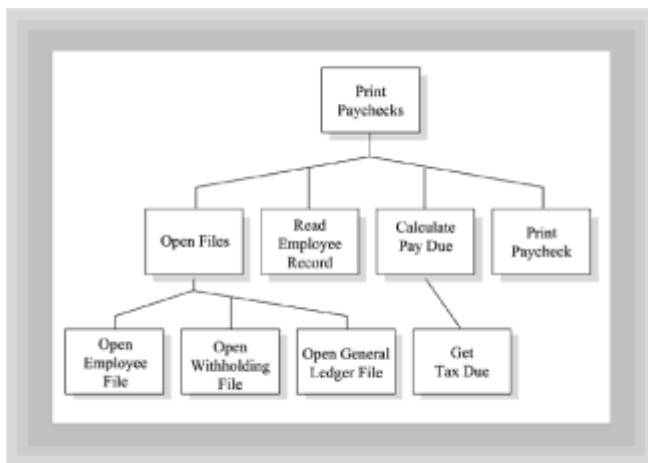 Print
Paychecks
Open Files
Read
Employee
Record
Calculate
Pay Due
Print
Paycheck
Open
Employee
File
Open
Withholding
File
Open General
Ledger File
Get
Tax Due